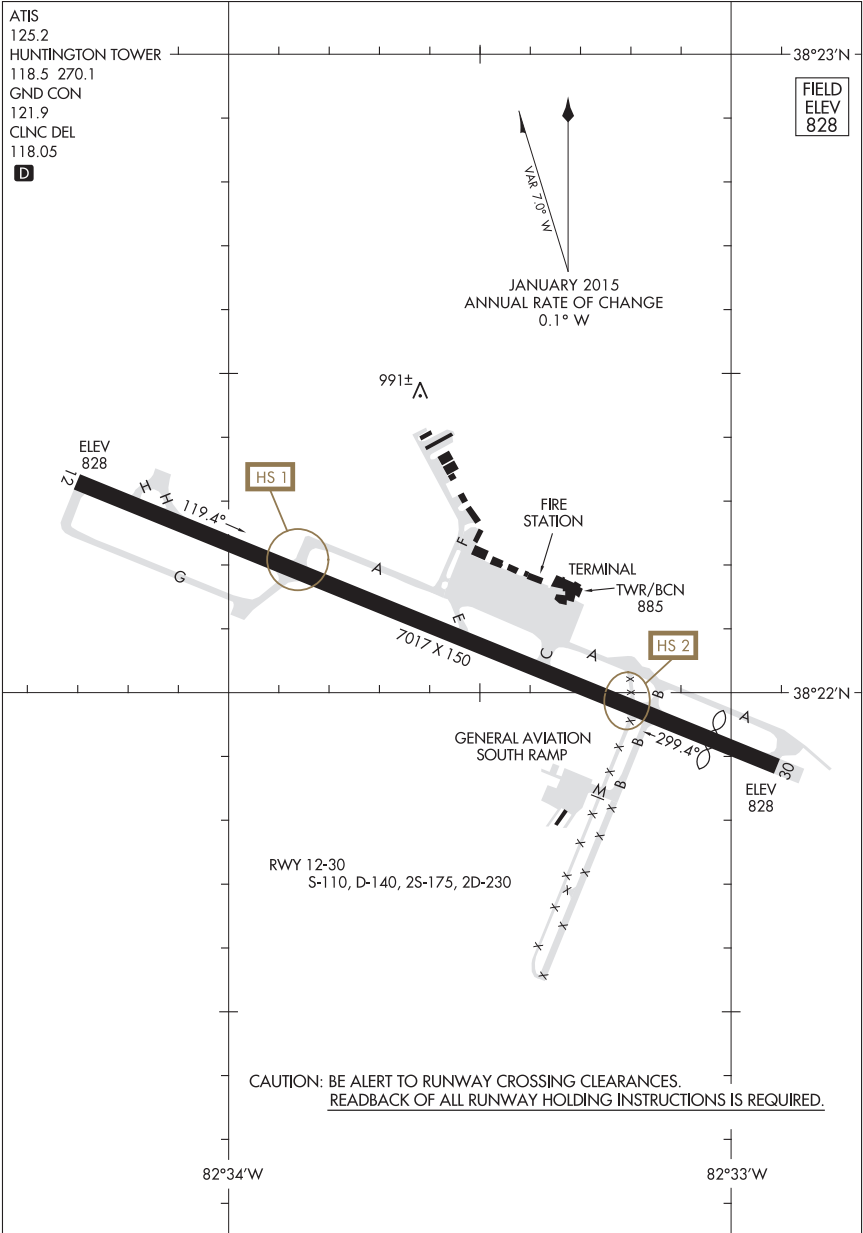 ATIS
125.2
HUNTINGTON TOWER
118.5 270.1
GND CON
121.9
CLNC DEL
118.05
D
38°23'N
FIELD
ELEV
828
VAR 7.0° W
JANUARY 2015
ANNUAL RATE OF CHANGE
0.1° W
991±
ELEV
828
12
HS 1
H
H
119.4°
G
A
F
FIRE
STATION
TERMINAL
TWR/BCN
885
E
7017 X 150
C
A
HS 2
B
38°22'N
A
B
299.4°
GENERAL AVIATION
SOUTH RAMP
B
M
30
ELEV
828
RWY 12-30
S-110, D-140, 2S-175, 2D-230
CAUTION: BE ALERT TO RUNWAY CROSSING CLEARANCES.
READBACK OF ALL RUNWAY HOLDING INSTRUCTIONS IS REQUIRED.
82°34'W
82°33'W